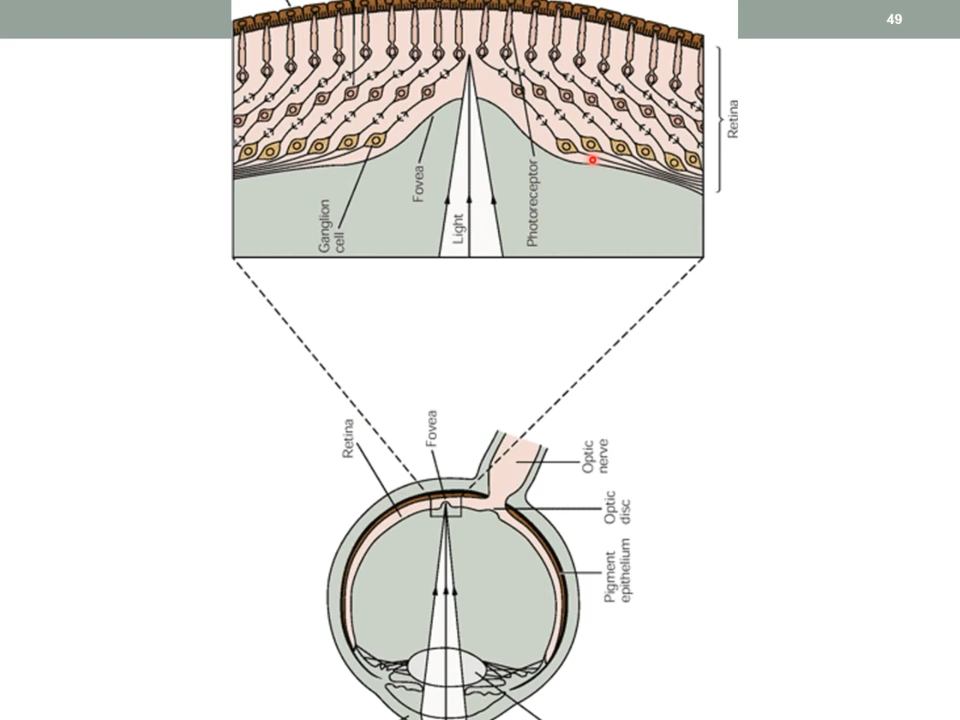 49
Retina
Ganglion
cell
Fovea
Light
Photoreceptor
Retina
Fovea
Optic
nerve
Optic
disc
Pigment
epithelium